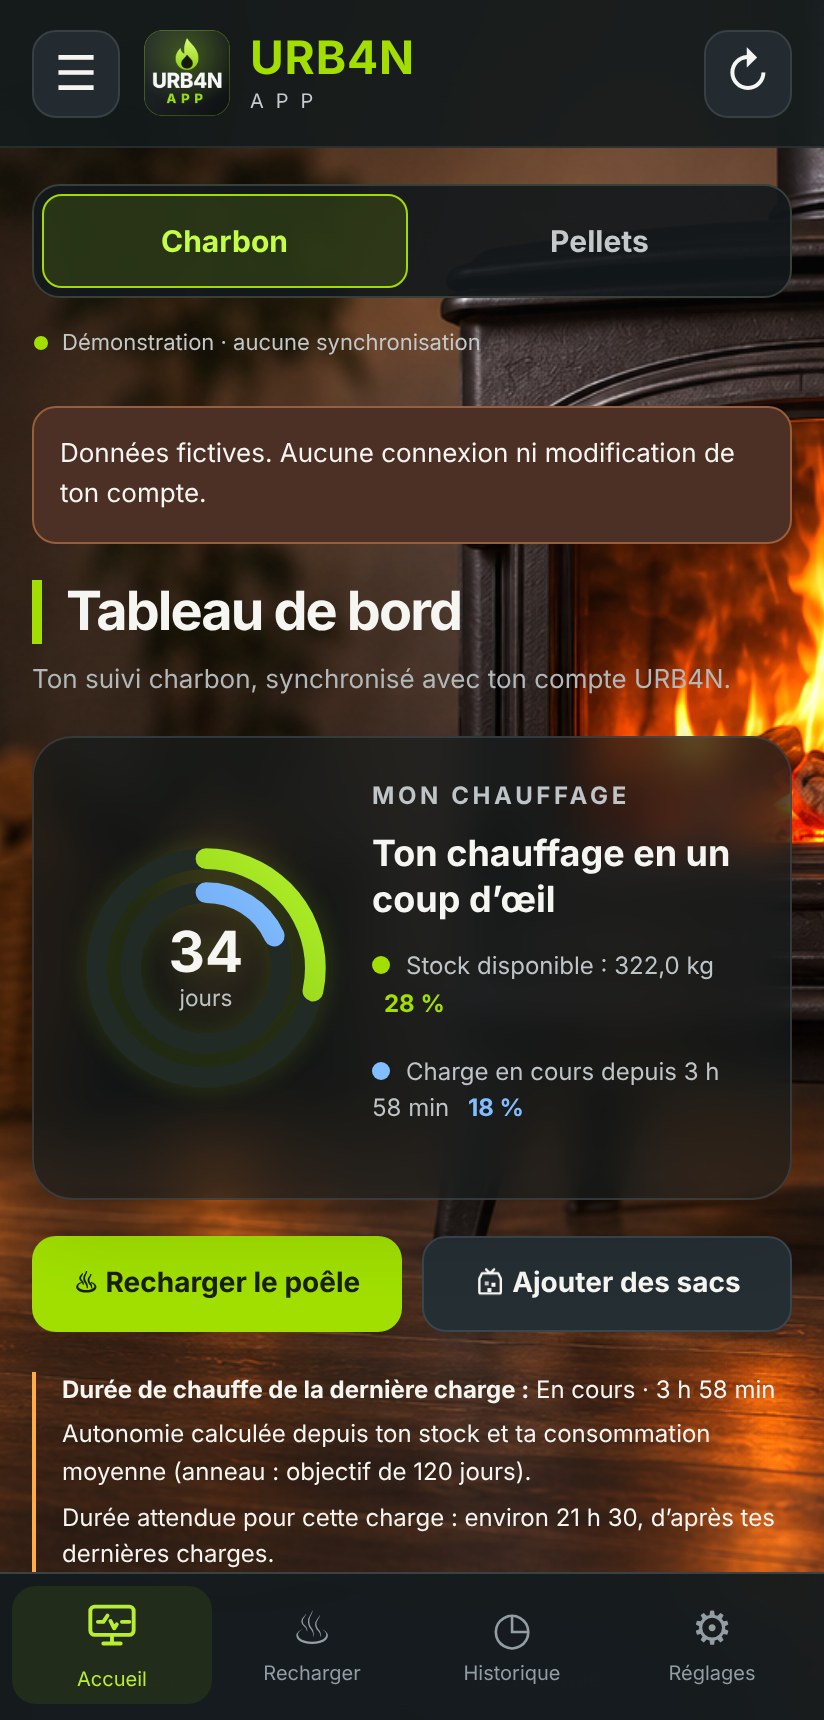 URB4N
APP
URB4N
APP
Charbon
Pellets
Démonstration · aucune synchronisation
Données fictives. Aucune connexion ni modification de
ton compte.
Tableau de bord
Ton suivi charbon, synchronisé avec ton compte URB4N.
34
jours
MON CHAUFFAGE
Ton chauffage en un
coup d’œil
Stock disponible : 322,0 kg
28 %
Charge en cours depuis 3 h
58 min 18 %
Recharger le poêle
Ajouter des sacs
Durée de chauffe de la dernière charge : En cours · 3 h 58 min
Autonomie calculée depuis ton stock et ta consommation
moyenne (anneau : objectif de 120 jours).
Durée attendue pour cette charge : environ 21 h 30, d’après tes
dernières charges.
Accueil
Recharger
Historique
Réglages